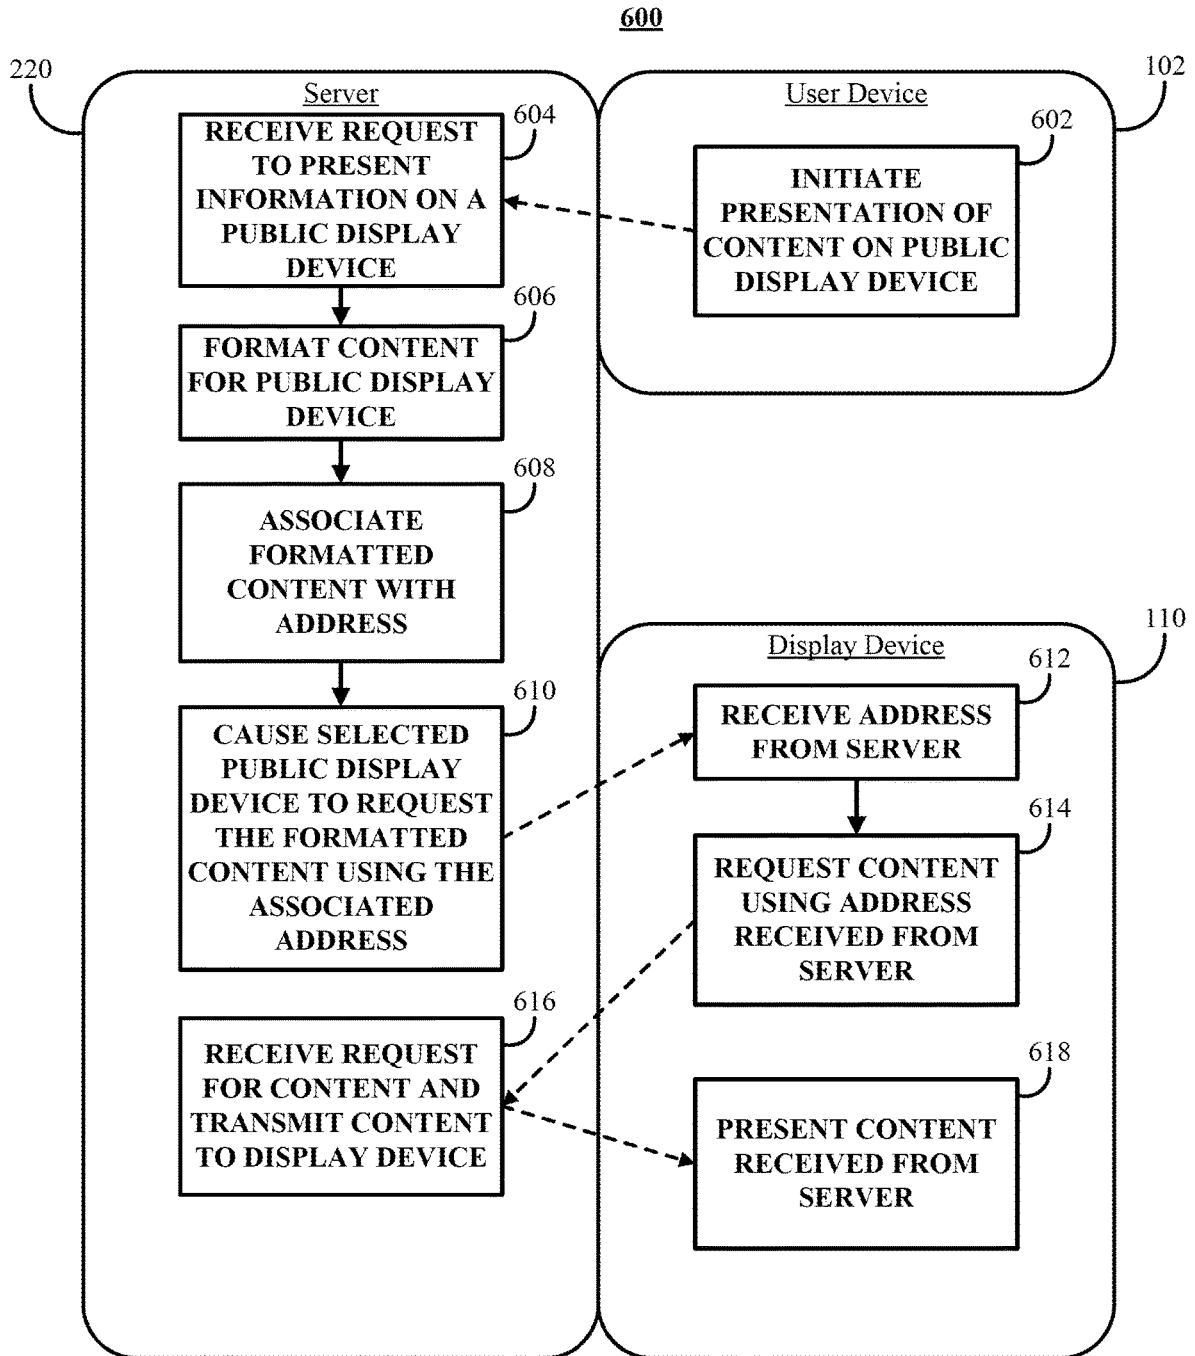 600
220
Server
604
RECEIVE REQUEST
TO PRESENT
INFORMATION ON A
PUBLIC DISPLAY
DEVICE
606
FORMAT CONTENT
FOR PUBLIC DISPLAY
DEVICE
608
ASSOCIATE
FORMATTED
CONTENT WITH
ADDRESS
610
CAUSE SELECTED
PUBLIC DISPLAY
DEVICE TO REQUEST
THE FORMATTED
CONTENT USING THE
ASSOCIATED
ADDRESS
616
RECEIVE REQUEST
FOR CONTENT AND
TRANSMIT CONTENT
TO DISPLAY DEVICE
102
User Device
602
INITIATE
PRESENTATION OF
CONTENT ON PUBLIC
DISPLAY DEVICE
110
Display Device
612
RECEIVE ADDRESS
FROM SERVER
614
REQUEST CONTENT
USING ADDRESS
RECEIVED FROM
SERVER
618
PRESENT CONTENT
RECEIVED FROM
SERVER